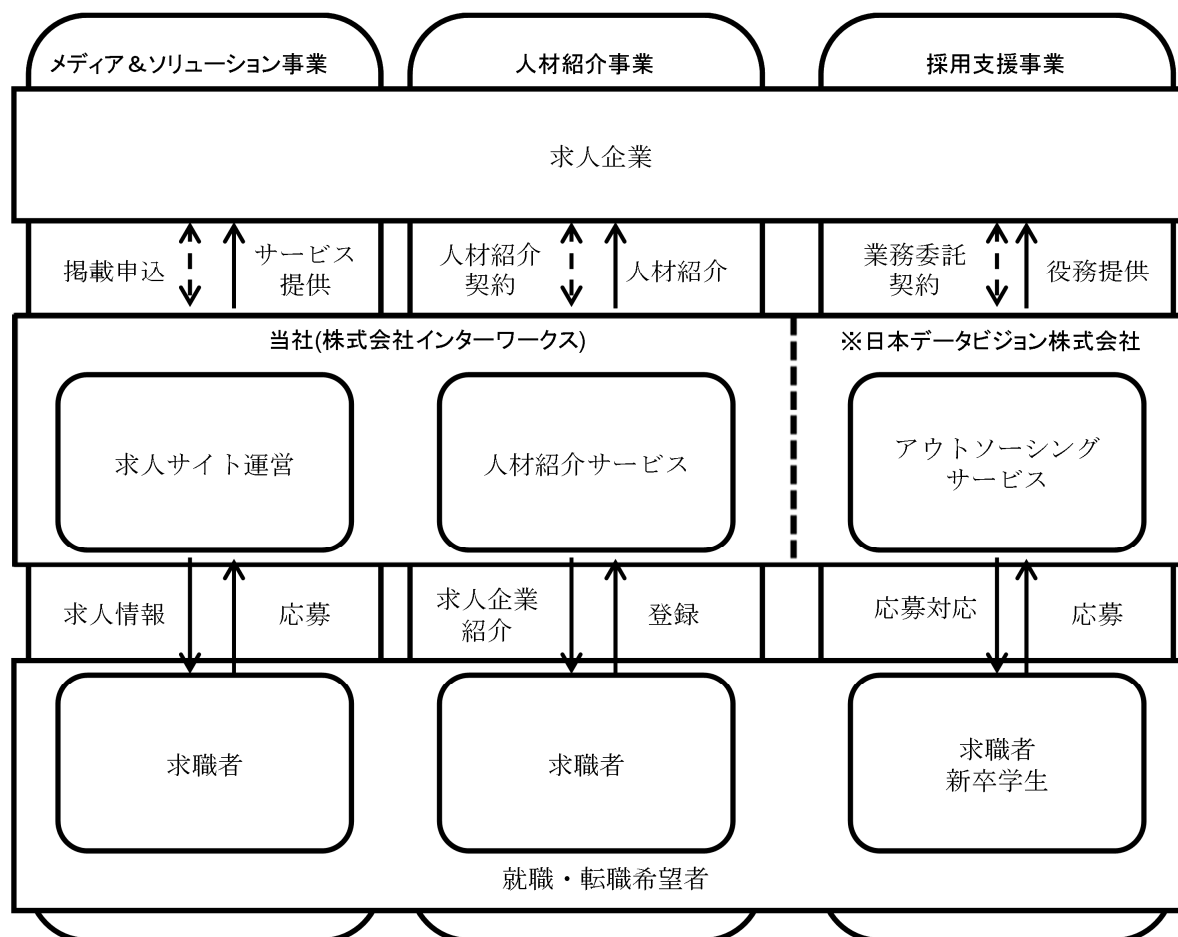 メディア＆ソリューション事業
人材紹介事業
採用支援事業
求人企業
掲載申込
サービス
提供
人材紹介
契約
人材紹介
業務委託
契約
役務提供
当社(株式会社インターワークス)
※日本データビジョン株式会社
求人サイト運営
人材紹介サービス
アウトソーシング
サービス
求人情報
応募
求人企業
紹介
登録
応募対応
応募
求職者
求職者
求職者
新卒学生
就職・転職希望者